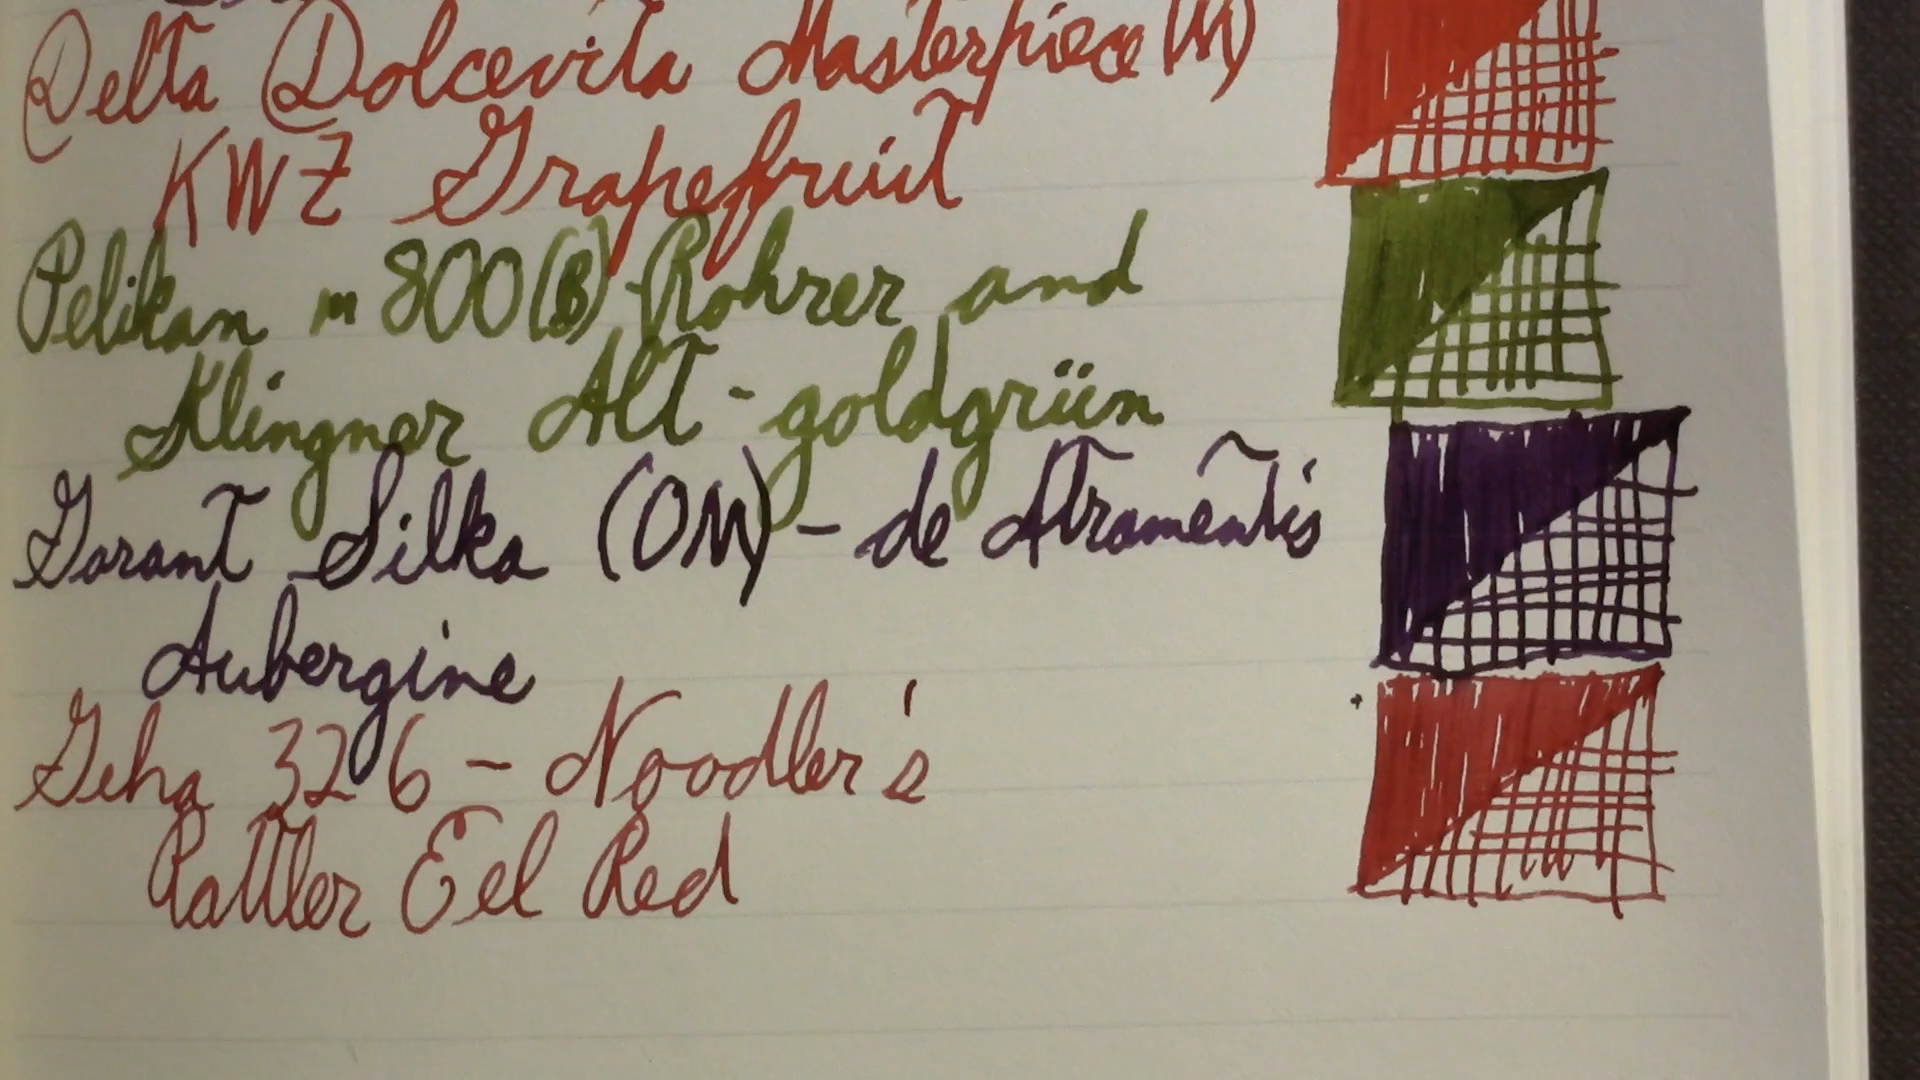 Delta Dolcevita Masterpiece (M)
KWZ Grapefruit
Pelikan m800 (B) - Rohrer and
Klingner Alt-goldgrün
Garant Silka (OM) - de Atramentis
Aubergine
Geha 326 - Noodler's
Rattler Eel Red